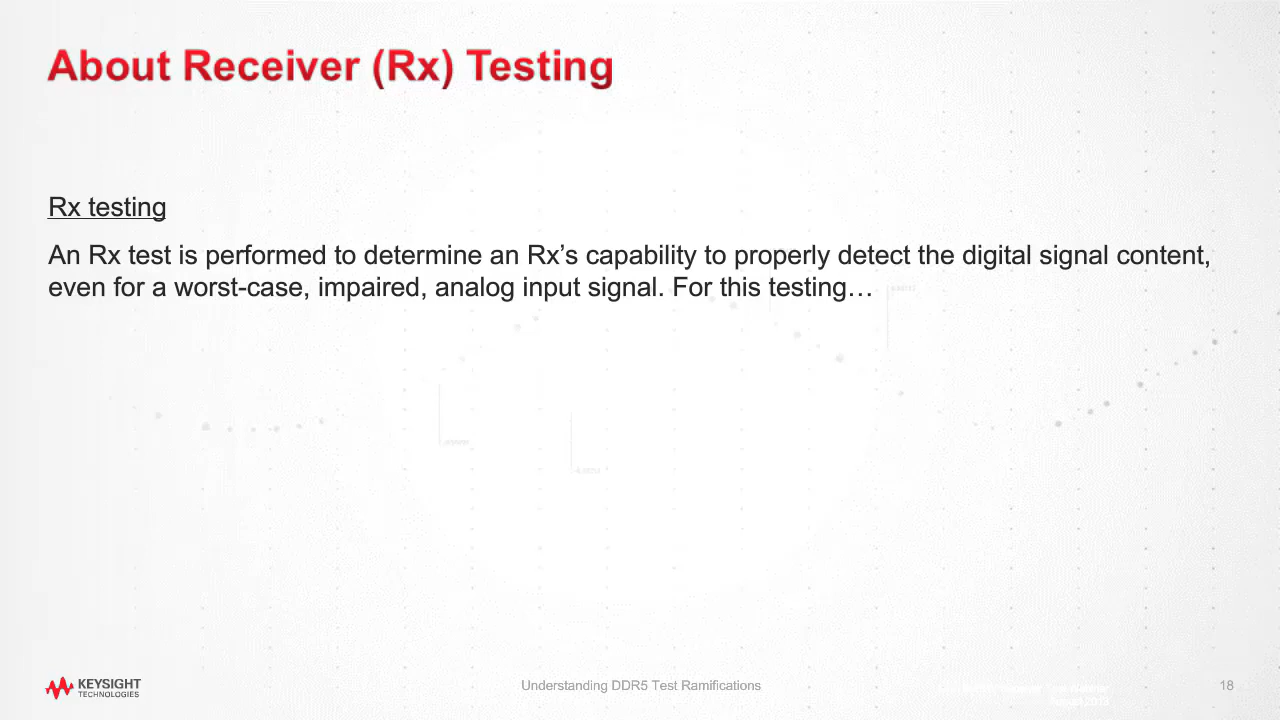 About Receiver (Rx) Testing
Rx testing
An Rx test is performed to determine an Rx’s capability to properly detect the digital signal content,
even for a worst-case, impaired, analog input signal. For this testing…
KEYSIGHT
TECHNOLOGIES
Understanding DDR5 Test Ramifications
18